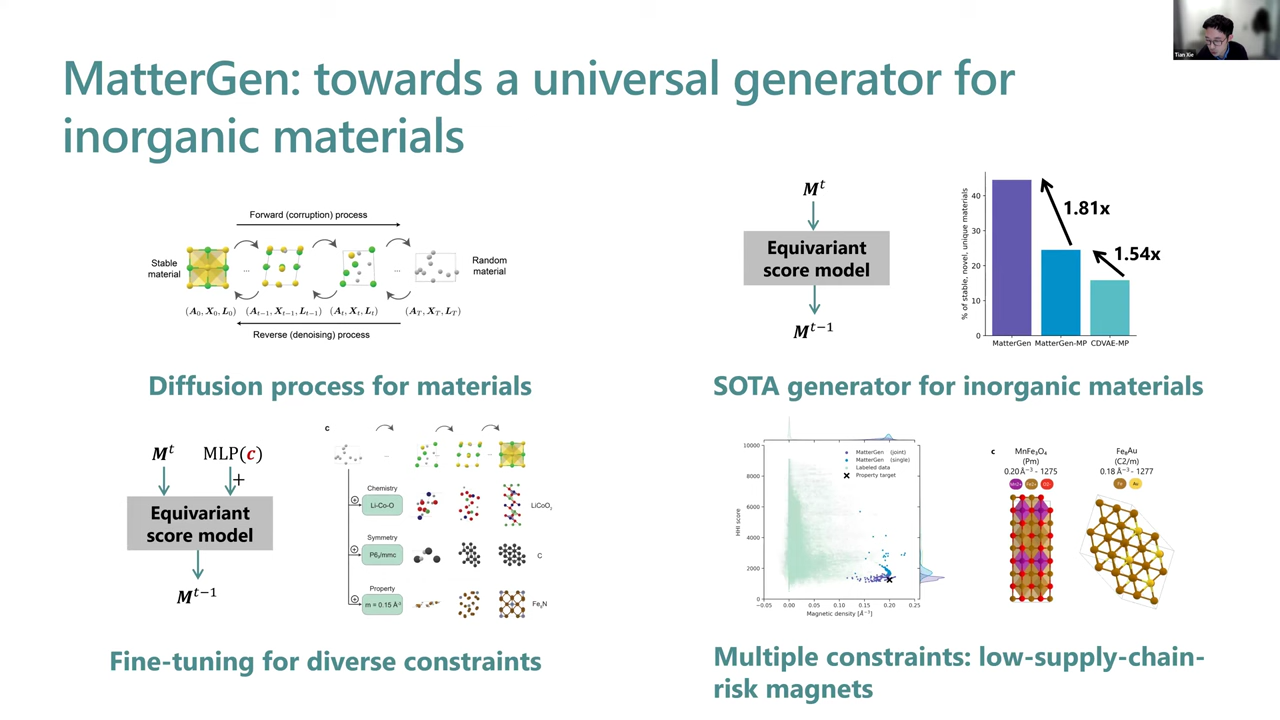 Tian Xie
MatterGen: towards a universal generator for
inorganic materials
Forward (corruption) process
Stable
material
Random
material
...
...
(A₀, X₀, L₀)
(Aₜ₋₁, Xₜ₋₁, Lₜ₋₁)
(Aₜ, Xₜ, Lₜ)
(A_T, X_T, L_T)
Reverse (denoising) process
Diffusion process for materials
Mᵗ
Equivariant
score model
Mᵗ⁻¹
% of stable, novel, unique materials
40
30
20
10
0
1.81x
1.54x
MatterGen
MatterGen-MP
CDVAE-MP
SOTA generator for inorganic materials
Mᵗ
MLP(c)
+
Equivariant
score model
Mᵗ⁻¹
c
...
Chemistry
Li-Co-O
LiCoO₂
Symmetry
P6₃/mmc
C
Property
m = 0.15 Å⁻³
Fe₄N
Fine-tuning for diverse constraints
HHI score
10000
8000
6000
4000
2000
0
MatterGen (joint)
MatterGen (single)
Labeled data
Property target
−0.05
0.00
0.05
0.10
0.15
0.20
0.25
Magnetic density [Å⁻³]
c
MnFe₃O₄
(Pm)
0.20 Å⁻³ - 1275
Fe₈Au
(C2/m)
0.18 Å⁻³ - 1277
Fe
Au
Multiple constraints: low-supply-chain-
risk magnets